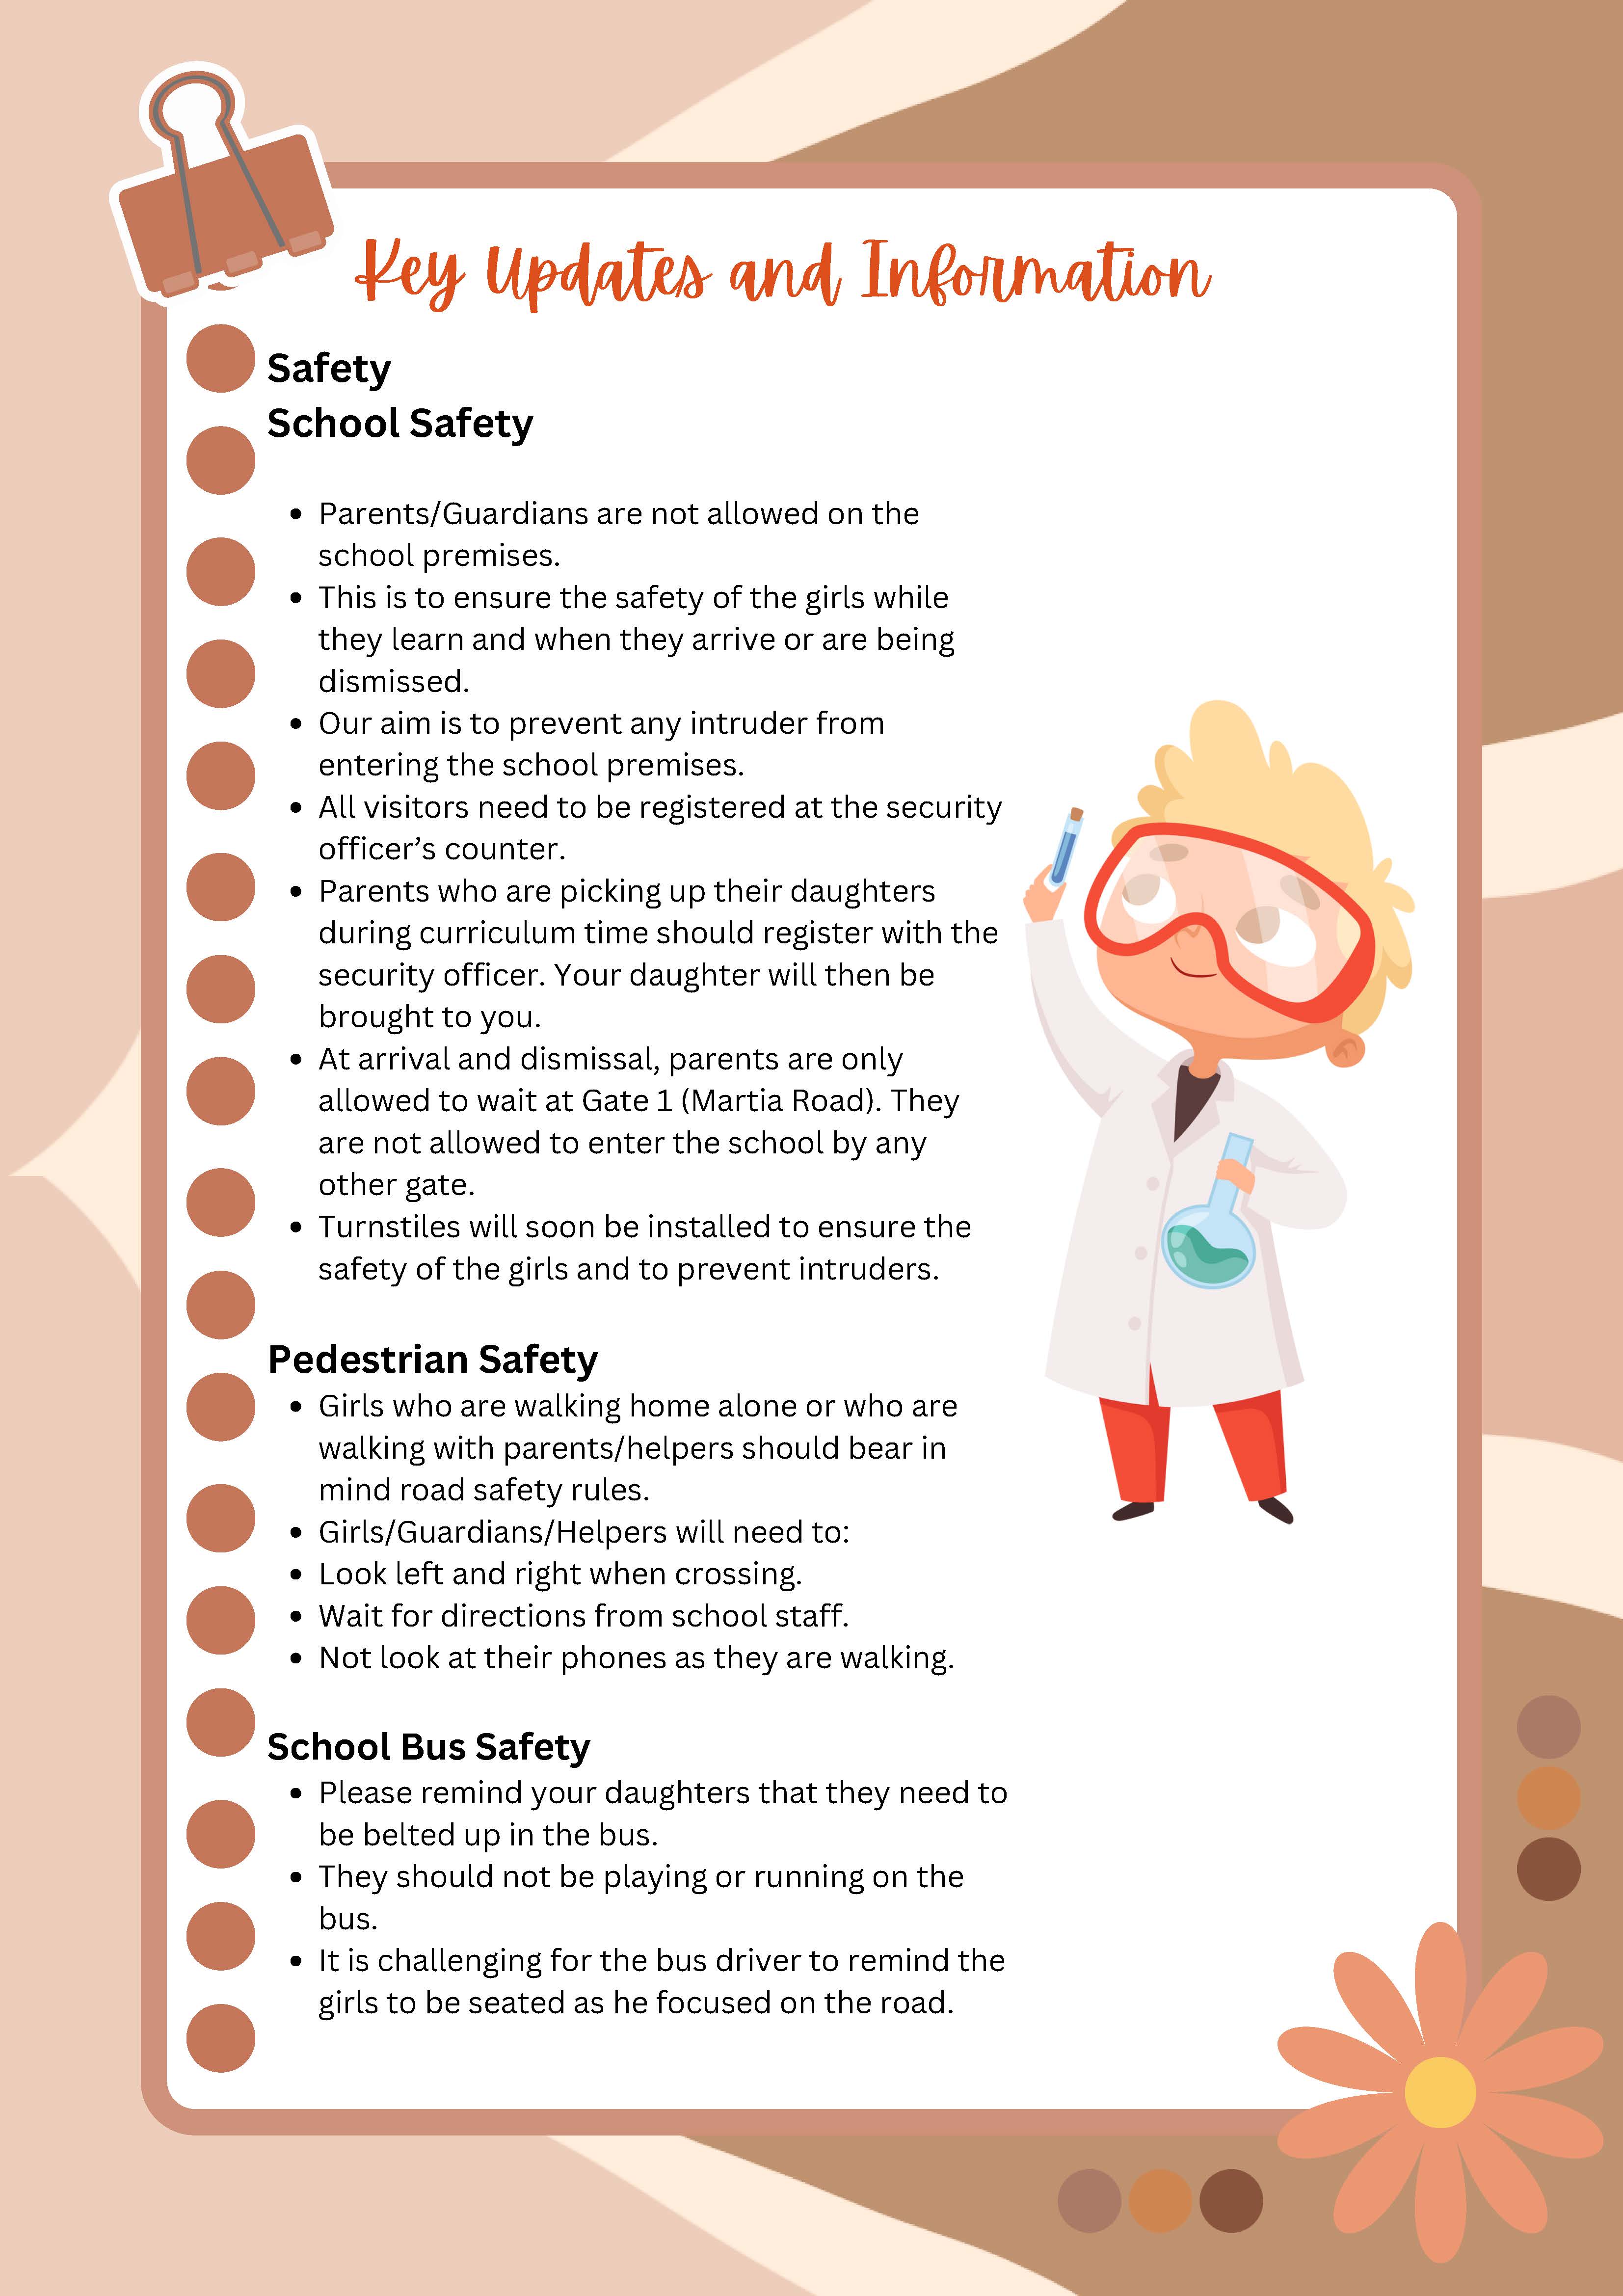 Key Updates and Information
Safety
School Safety
• Parents/Guardians are not allowed on the
school premises.
• This is to ensure the safety of the girls while
they learn and when they arrive or are being
dismissed.
• Our aim is to prevent any intruder from
entering the school premises.
• All visitors need to be registered at the security
officer’s counter.
• Parents who are picking up their daughters
during curriculum time should register with the
security officer. Your daughter will then be
brought to you.
• At arrival and dismissal, parents are only
allowed to wait at Gate 1 (Martia Road). They
are not allowed to enter the school by any
other gate.
• Turnstiles will soon be installed to ensure the
safety of the girls and to prevent intruders.
Pedestrian Safety
• Girls who are walking home alone or who are
walking with parents/helpers should bear in
mind road safety rules.
• Girls/Guardians/Helpers will need to:
• Look left and right when crossing.
• Wait for directions from school staff.
• Not look at their phones as they are walking.
School Bus Safety
• Please remind your daughters that they need to
be belted up in the bus.
• They should not be playing or running on the
bus.
• It is challenging for the bus driver to remind the
girls to be seated as he focused on the road.